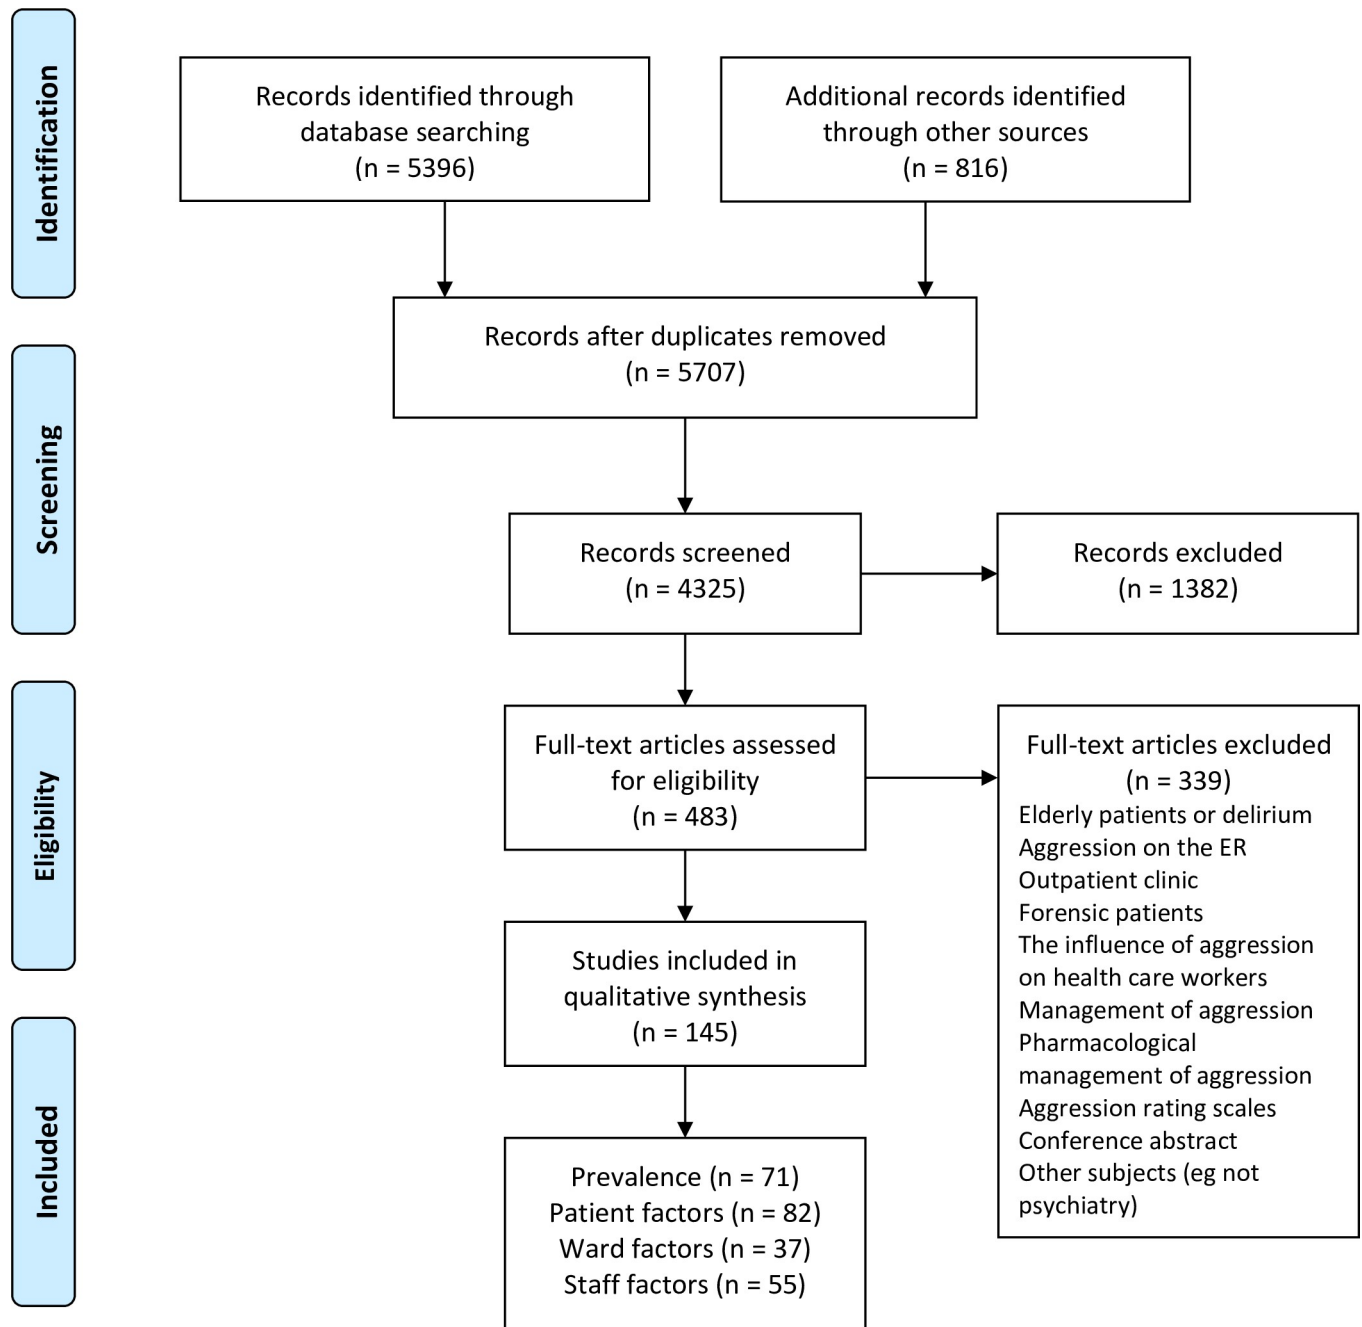 Identification
Records identified through
database searching
(n = 5396)
Additional records identified
through other sources
(n = 816)
Records after duplicates removed
(n = 5707)
Screening
Records screened
(n = 4325)
Records excluded
(n = 1382)
Eligibility
Full-text articles assessed
for eligibility
(n = 483)
Full-text articles excluded
(n = 339)
Elderly patients or delirium
Aggression on the ER
Outpatient clinic
Forensic patients
The influence of aggression
on health care workers
Management of aggression
Pharmacological
management of aggression
Aggression rating scales
Conference abstract
Other subjects (eg not
psychiatry)
Studies included in
qualitative synthesis
(n = 145)
Included
Prevalence (n = 71)
Patient factors (n = 82)
Ward factors (n = 37)
Staff factors (n = 55)